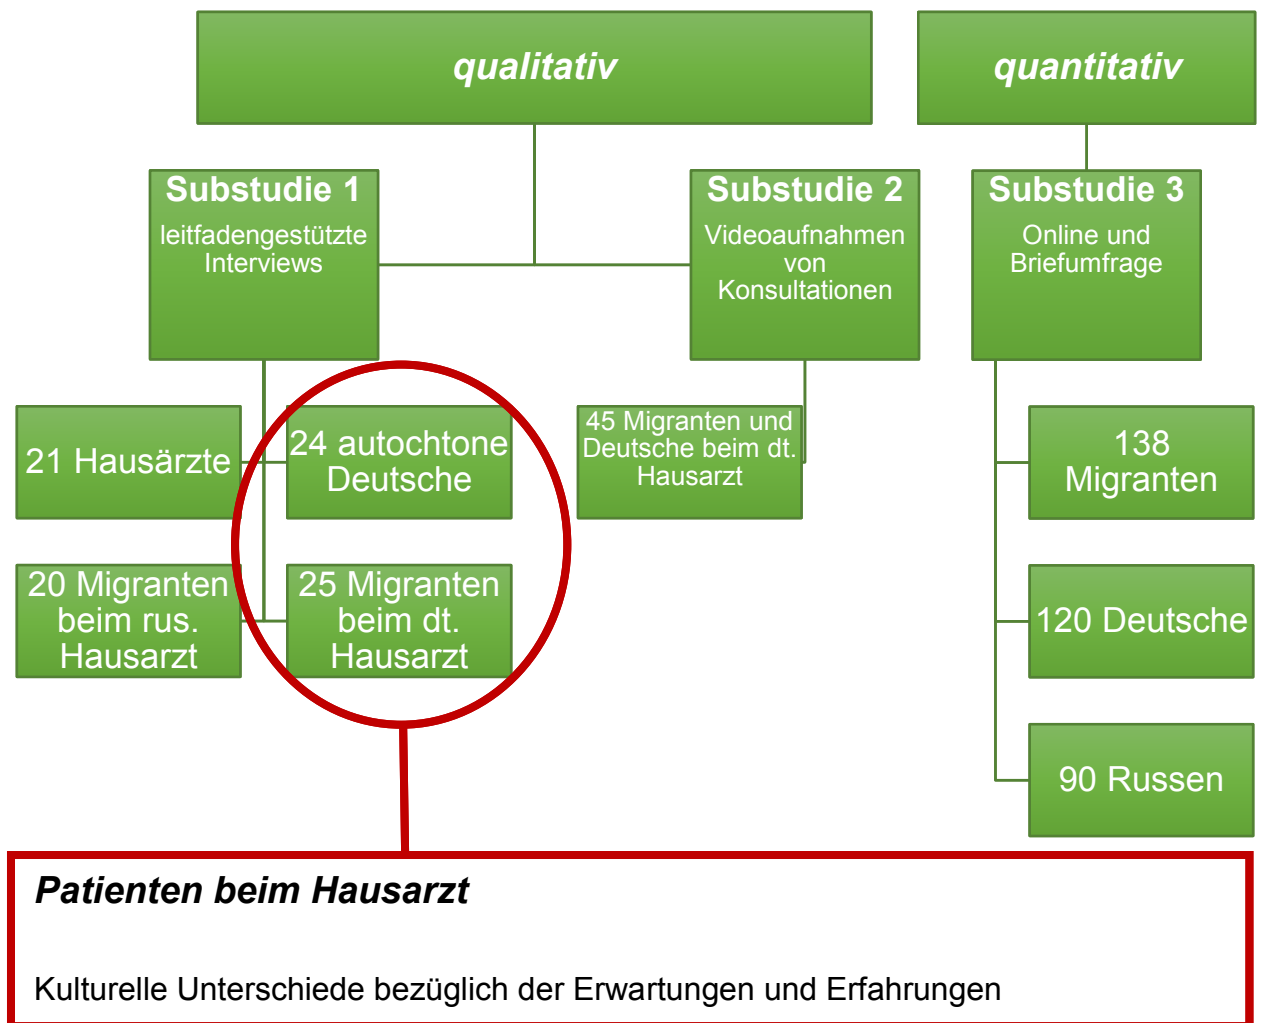 qualitativ
quantitativ
Substudie 1
leitfadengestützte
Interviews
Substudie 2
Videoaufnahmen
von
Konsultationen
Substudie 3
Online und
Briefumfrage
21 Hausärzte
24 autochtone
Deutsche
45 Migranten und
Deutsche beim dt.
Hausarzt
138
Migranten
20 Migranten
beim rus.
Hausarzt
25 Migranten
beim dt.
Hausarzt
120 Deutsche
90 Russen
Patienten beim Hausarzt
Kulturelle Unterschiede bezüglich der Erwartungen und Erfahrungen